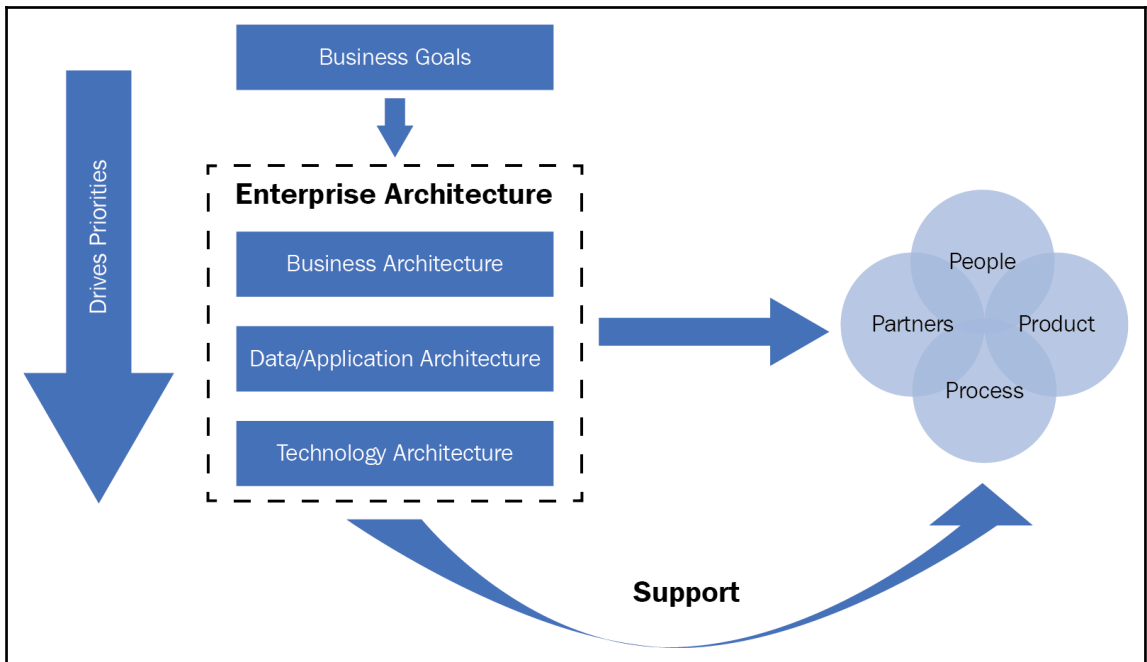 Business Goals
Drives Priorities
Enterprise Architecture
Business Architecture
Data/Application Architecture
Technology Architecture
People
Partners
Product
Process
Support